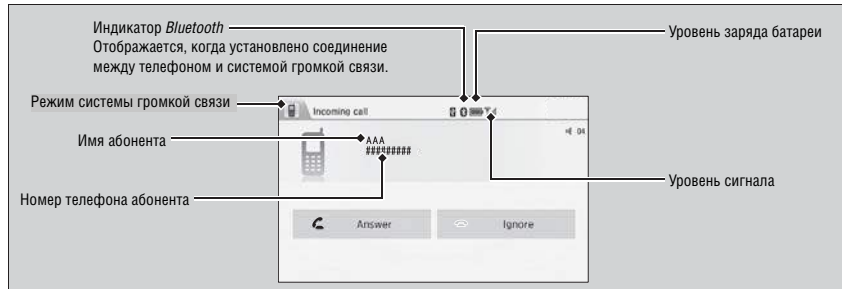 Индикатор Bluetooth
Отображается, когда установлено соединение
между телефоном и системой громкой связи.
Уровень заряда батареи
Режим системы громкой связи
Incoming call
Имя абонента
AAA
#########
04
Номер телефона абонента
Уровень сигнала
Answer
Ignore